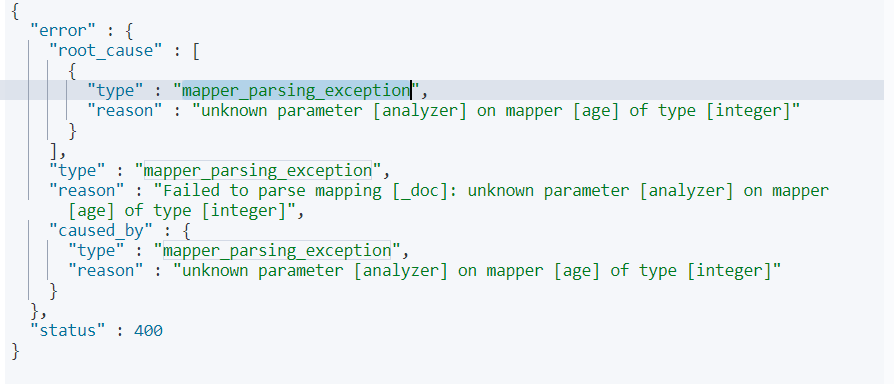 {
"error" : {
"root_cause" : [
{
"type" : "mapper_parsing_exception",
"reason" : "unknown parameter [analyzer] on mapper [age] of type [integer]"
}
],
"type" : "mapper_parsing_exception",
"reason" : "Failed to parse mapping [_doc]: unknown parameter [analyzer] on mapper
[age] of type [integer]",
"caused_by" : {
"type" : "mapper_parsing_exception",
"reason" : "unknown parameter [analyzer] on mapper [age] of type [integer]"
}
},
"status" : 400
}